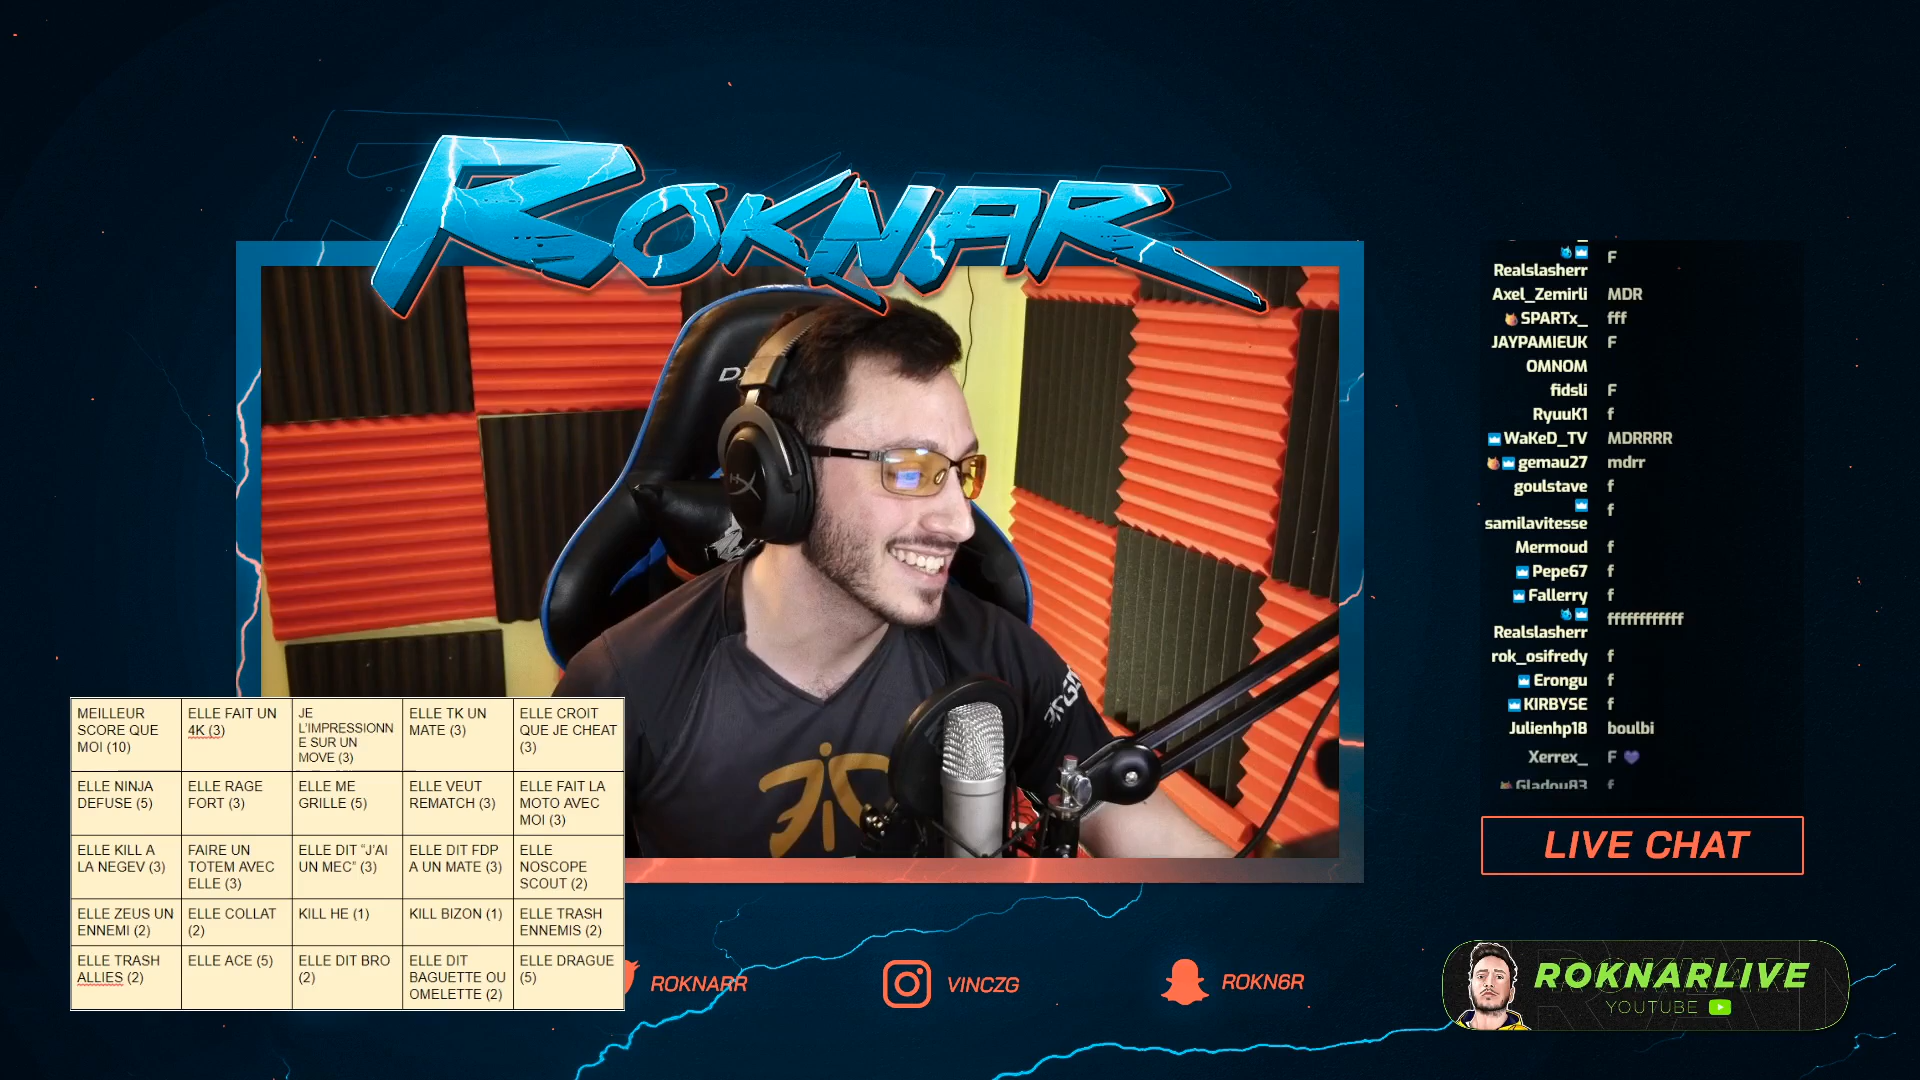 ROKNAR
MEILLEUR
SCORE QUE
MOI (10)
ELLE FAIT UN
4K (3)
JE
L'IMPRESSIONN
E SUR UN
MOVE (3)
ELLE TK UN
MATE (3)
ELLE CROIT
QUE JE CHEAT
(3)
ELLE NINJA
DEFUSE (5)
ELLE RAGE
FORT (3)
ELLE ME
GRILLE (5)
ELLE VEUT
REMATCH (3)
ELLE FAIT LA
MOTO AVEC
MOI (3)
ELLE KILL A
LA NEGEV (3)
FAIRE UN
TOTEM AVEC
ELLE (3)
ELLE DIT "J'AI
UN MEC" (3)
ELLE DIT FDP
A UN MATE (3)
ELLE
NOSCOPE
SCOUT (2)
ELLE ZEUS UN
ENNEMI (2)
ELLE COLLAT
(2)
KILL HE (1)
KILL BIZON (1)
ELLE TRASH
ENNEMIS (2)
ELLE TRASH
ALLIES (2)
ELLE ACE (5)
ELLE DIT BRO
(2)
ELLE DIT
BAGUETTE OU
OMELETTE (2)
ELLE DRAGUE
(5)
ROKNARR
VINCZG
ROKN6R
Realslasherr F
Axel_Zemirli MDR
SPARTx_ fff
JAYPAMIEUK F
OMNOM
fidsli F
RyuuK1 f
WaKeD_TV MDRRRR
gemau27 mdrr
goulstave f
samilavitesse f
Mermoud f
Pepe67 f
Fallerry f
Realslasherr ffffffffffff
rok_osifredy f
Erongu f
KIRBYSE f
Julienhp18 boulbi
Xerrex_ F 💜
Gladou83 f
LIVE CHAT
ROKNARLIVE
YOUTUBE